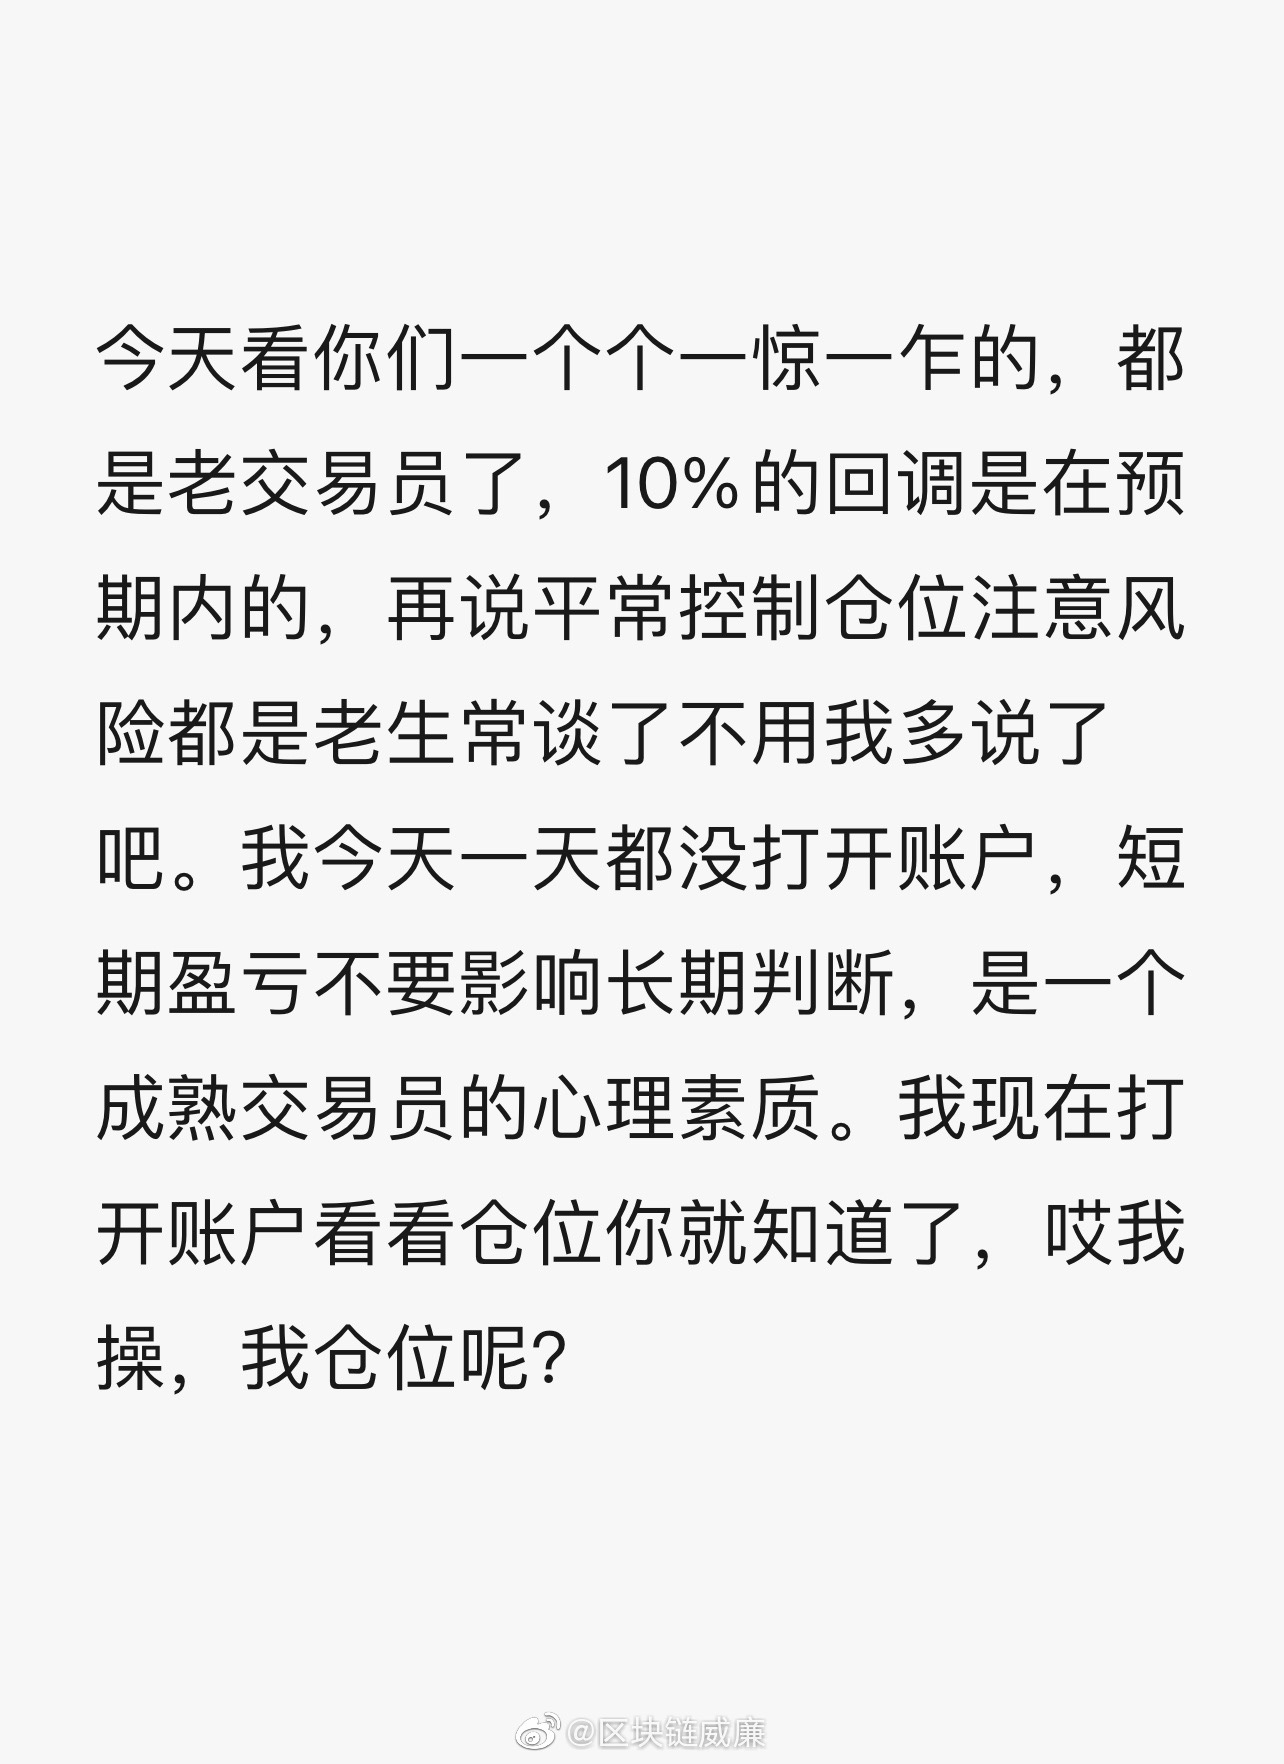 今天看你们一个个一惊一乍的，都
是老交易员了，10%的回调是在预
期内的，再说平常控制仓位注意风
险都是老生常谈了不用我多说了
吧。我今天一天都没打开账户，短
期盈亏不要影响长期判断，是一个
成熟交易员的心理素质。我现在打
开账户看看仓位你就知道了，哎我
操，我仓位呢？
@区块链威廉